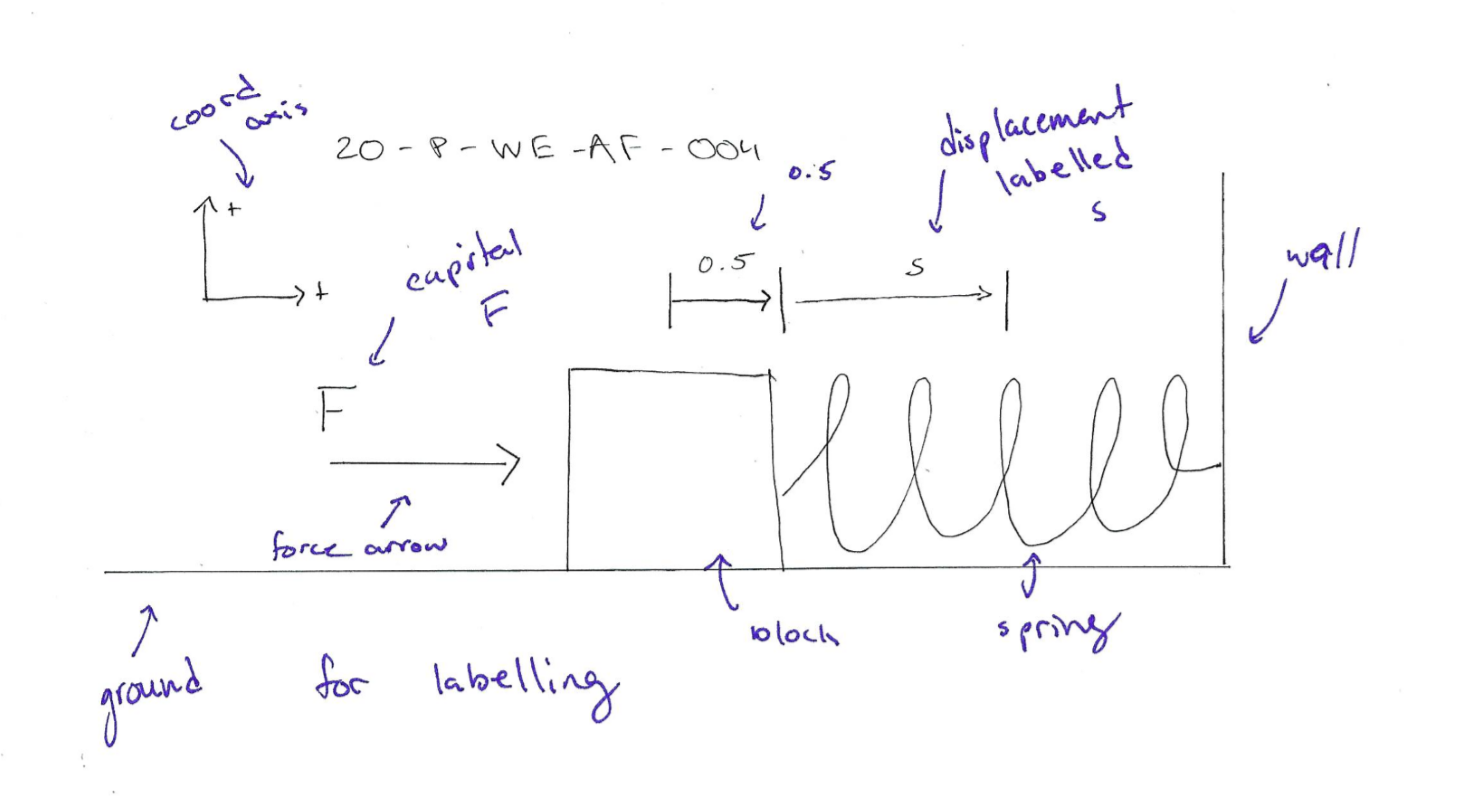 coord
axis
20-P-WE-AF-004
+
+
capital
F
F
force arrow
0.5
0.5
displacement
labelled
s
s
wall
block
spring
ground
for labelling